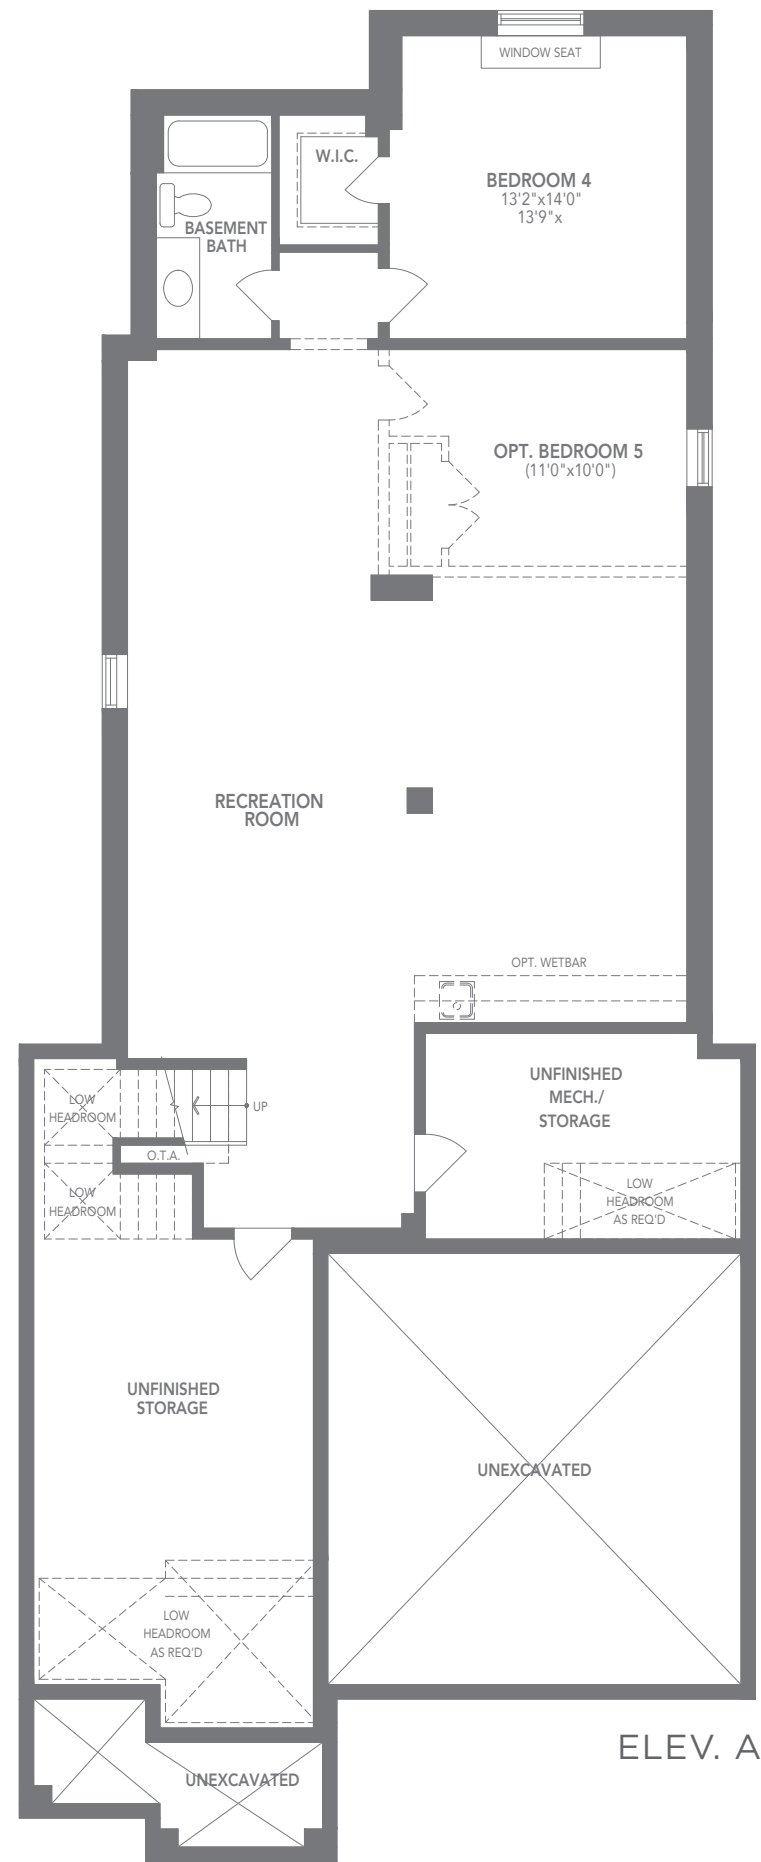 WINDOW SEAT
W.I.C.
BEDROOM 4
13'2"x14'0"
13'9"x
BASEMENT
BATH
OPT. BEDROOM 5
(11'0"x10'0")
RECREATION
ROOM
OPT. WETBAR
UNFINISHED
MECH./
STORAGE
LOW
HEADROOM
UP
O.T.A.
LOW
HEADROOM
LOW
HEADROOM
AS REQ'D
UNFINISHED
STORAGE
UNEXCAVATED
LOW
HEADROOM
AS REQ'D
ELEV. A
UNEXCAVATED